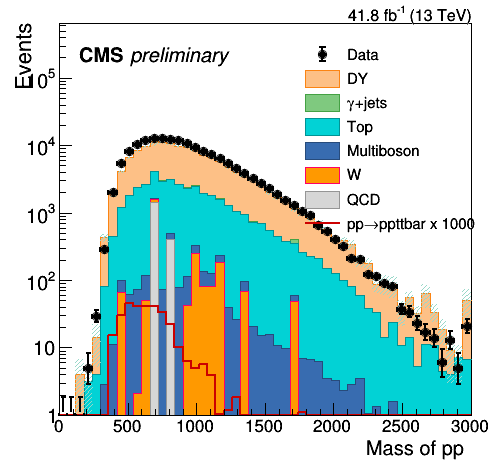 41.8 fb⁻¹ (13 TeV)
Events
CMS preliminary
Data
DY
γ+jets
Top
Multiboson
W
QCD
pp→ppttbar x 1000
10⁵
10⁴
10³
10²
10
1
0 500 1000 1500 2000 2500 3000
Mass of pp